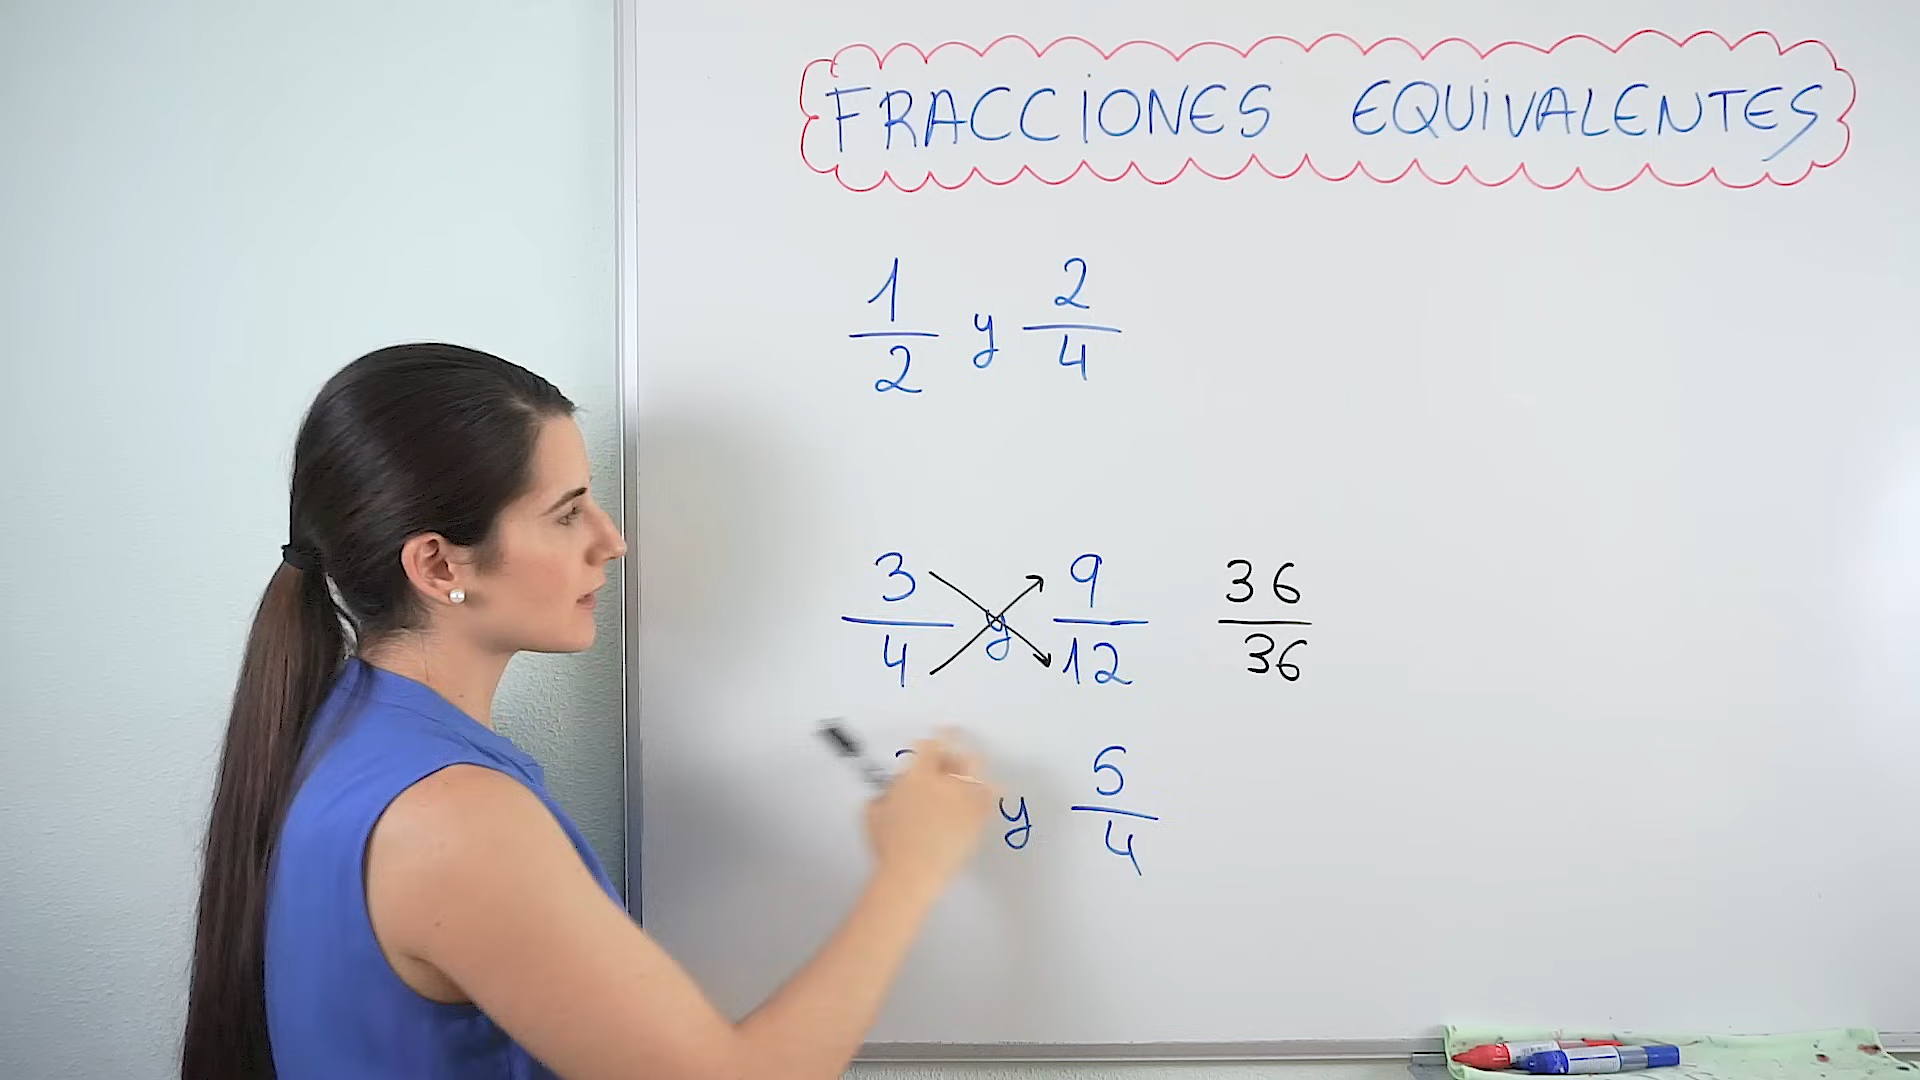 FRACCIONES EQUIVALENTES
1/2 y 2/4
3/4 y 9/12 36/36
y 5/4